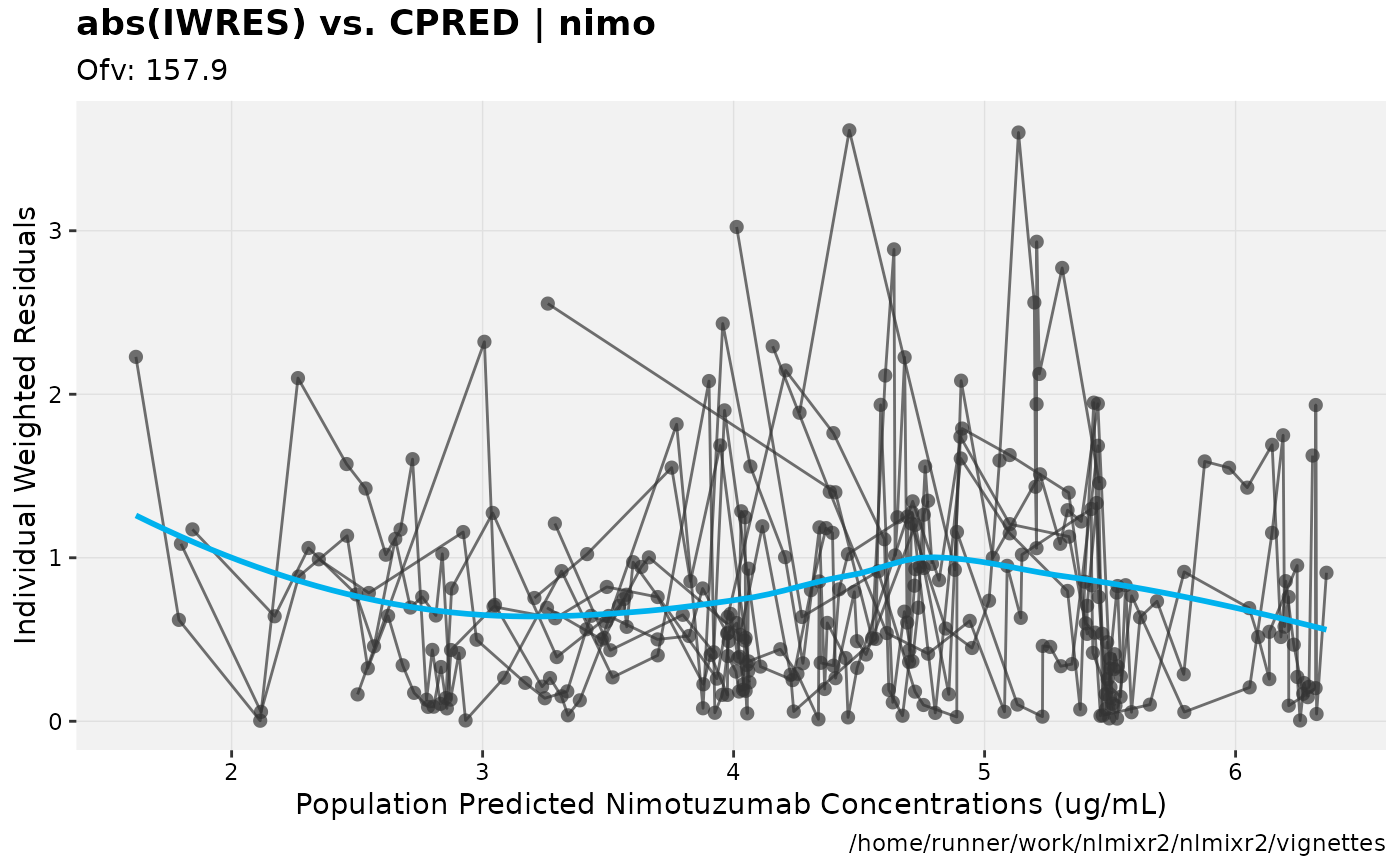 abs(IWRES) vs. CPRED | nimo
Ofv: 157.9
Individual Weighted Residuals
3
2
1
0
2 3 4 5 6
Population Predicted Nimotuzumab Concentrations (ug/mL)
/home/runner/work/nlmixr2/nlmixr2/vignettes